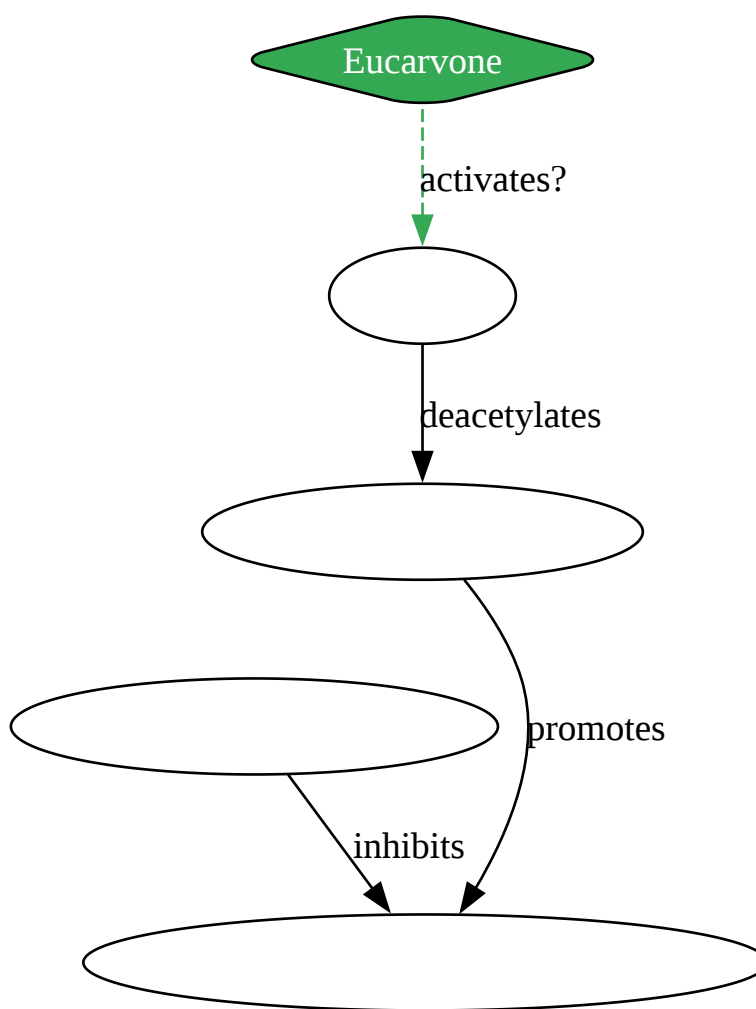 Eucarvone
activates?
deacetylates
promotes
inhibits